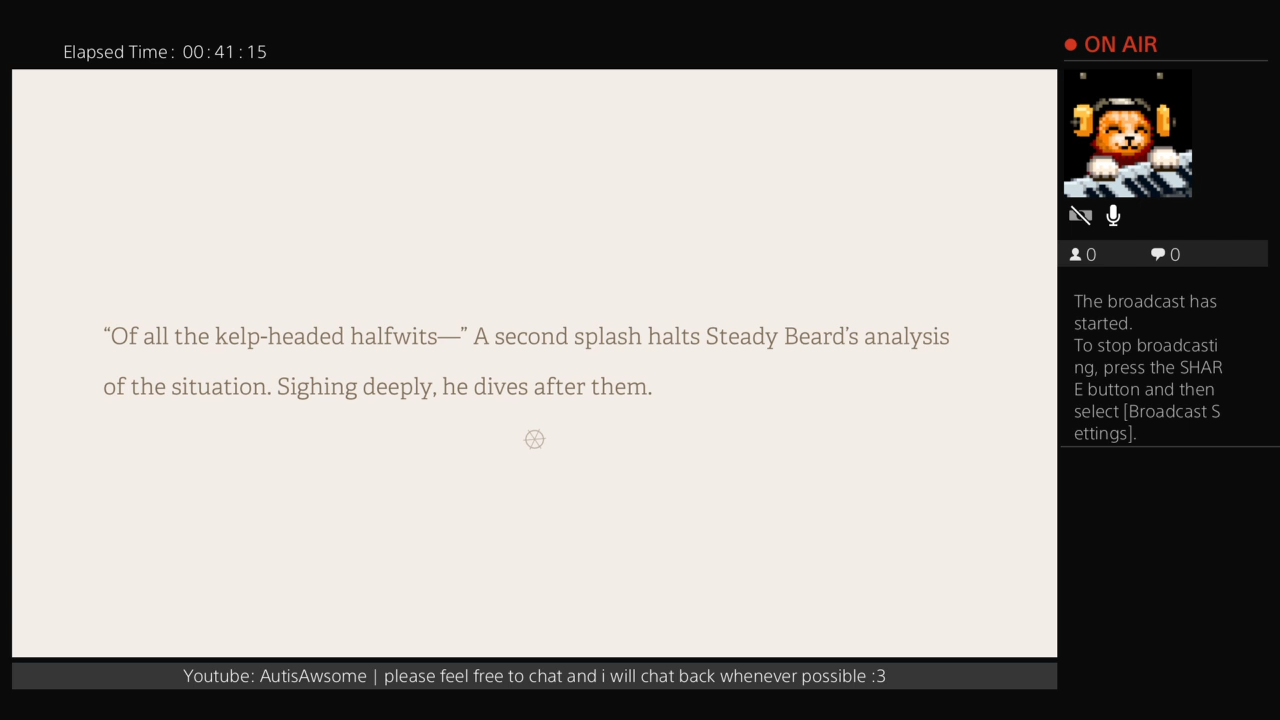 Elapsed Time: 00:41:15
ON AIR
0 0
The broadcast has
started.
To stop broadcasti
ng, press the SHAR
E button and then
select [Broadcast S
ettings].
“Of all the kelp-headed halfwits—” A second splash halts Steady Beard’s analysis
of the situation. Sighing deeply, he dives after them.
Youtube: AutisAwsome | please feel free to chat and i will chat back whenever possible :3